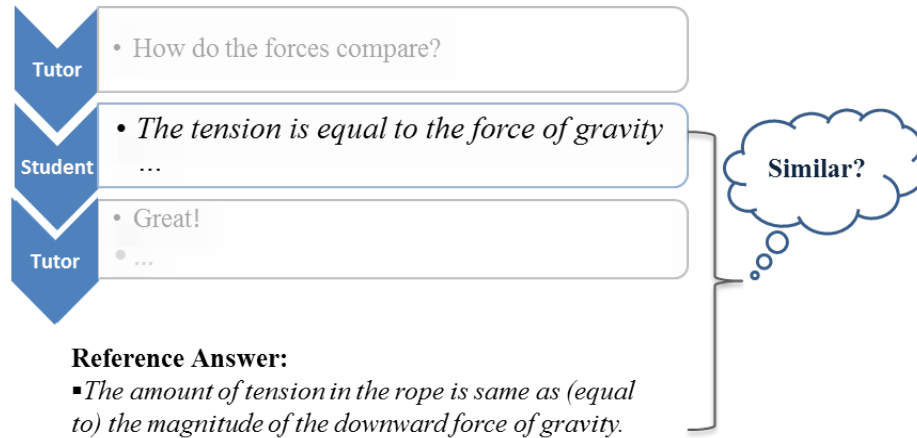 Tutor
• How do the forces compare?
Student
• The tension is equal to the force of gravity
...
Similar?
Tutor
• Great!
• ...
Reference Answer:
▪The amount of tension in the rope is same as (equal
to) the magnitude of the downward force of gravity.